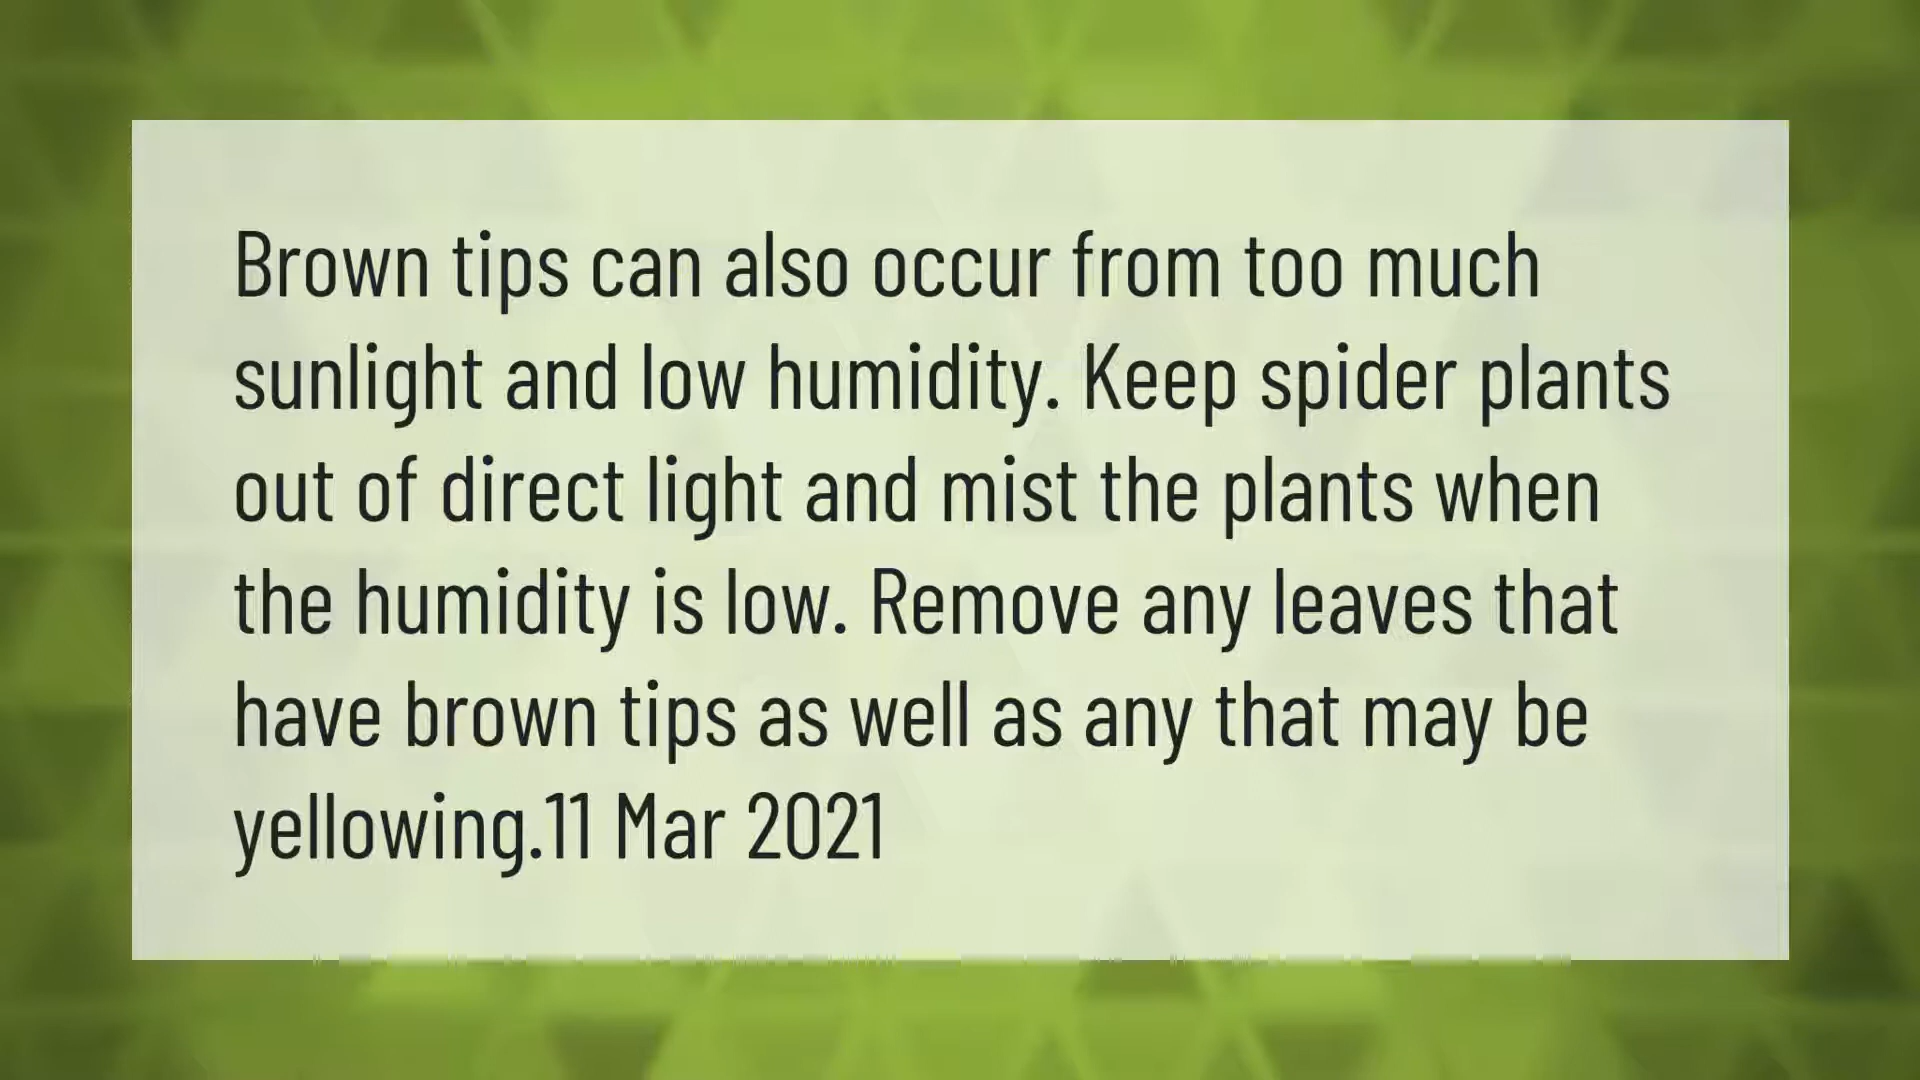 Brown tips can also occur from too much
sunlight and low humidity. Keep spider plants
out of direct light and mist the plants when
the humidity is low. Remove any leaves that
have brown tips as well as any that may be
yellowing.11 Mar 2021